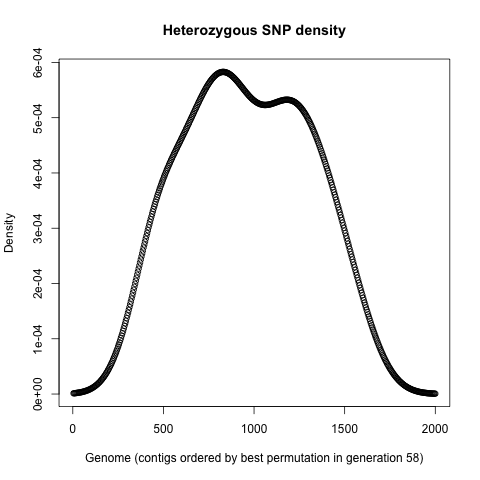 Heterozygous SNP density
6e-04
5e-04
4e-04
3e-04
2e-04
1e-04
0e+00
Density
0 500 1000 1500 2000
Genome (contigs ordered by best permutation in generation 58)